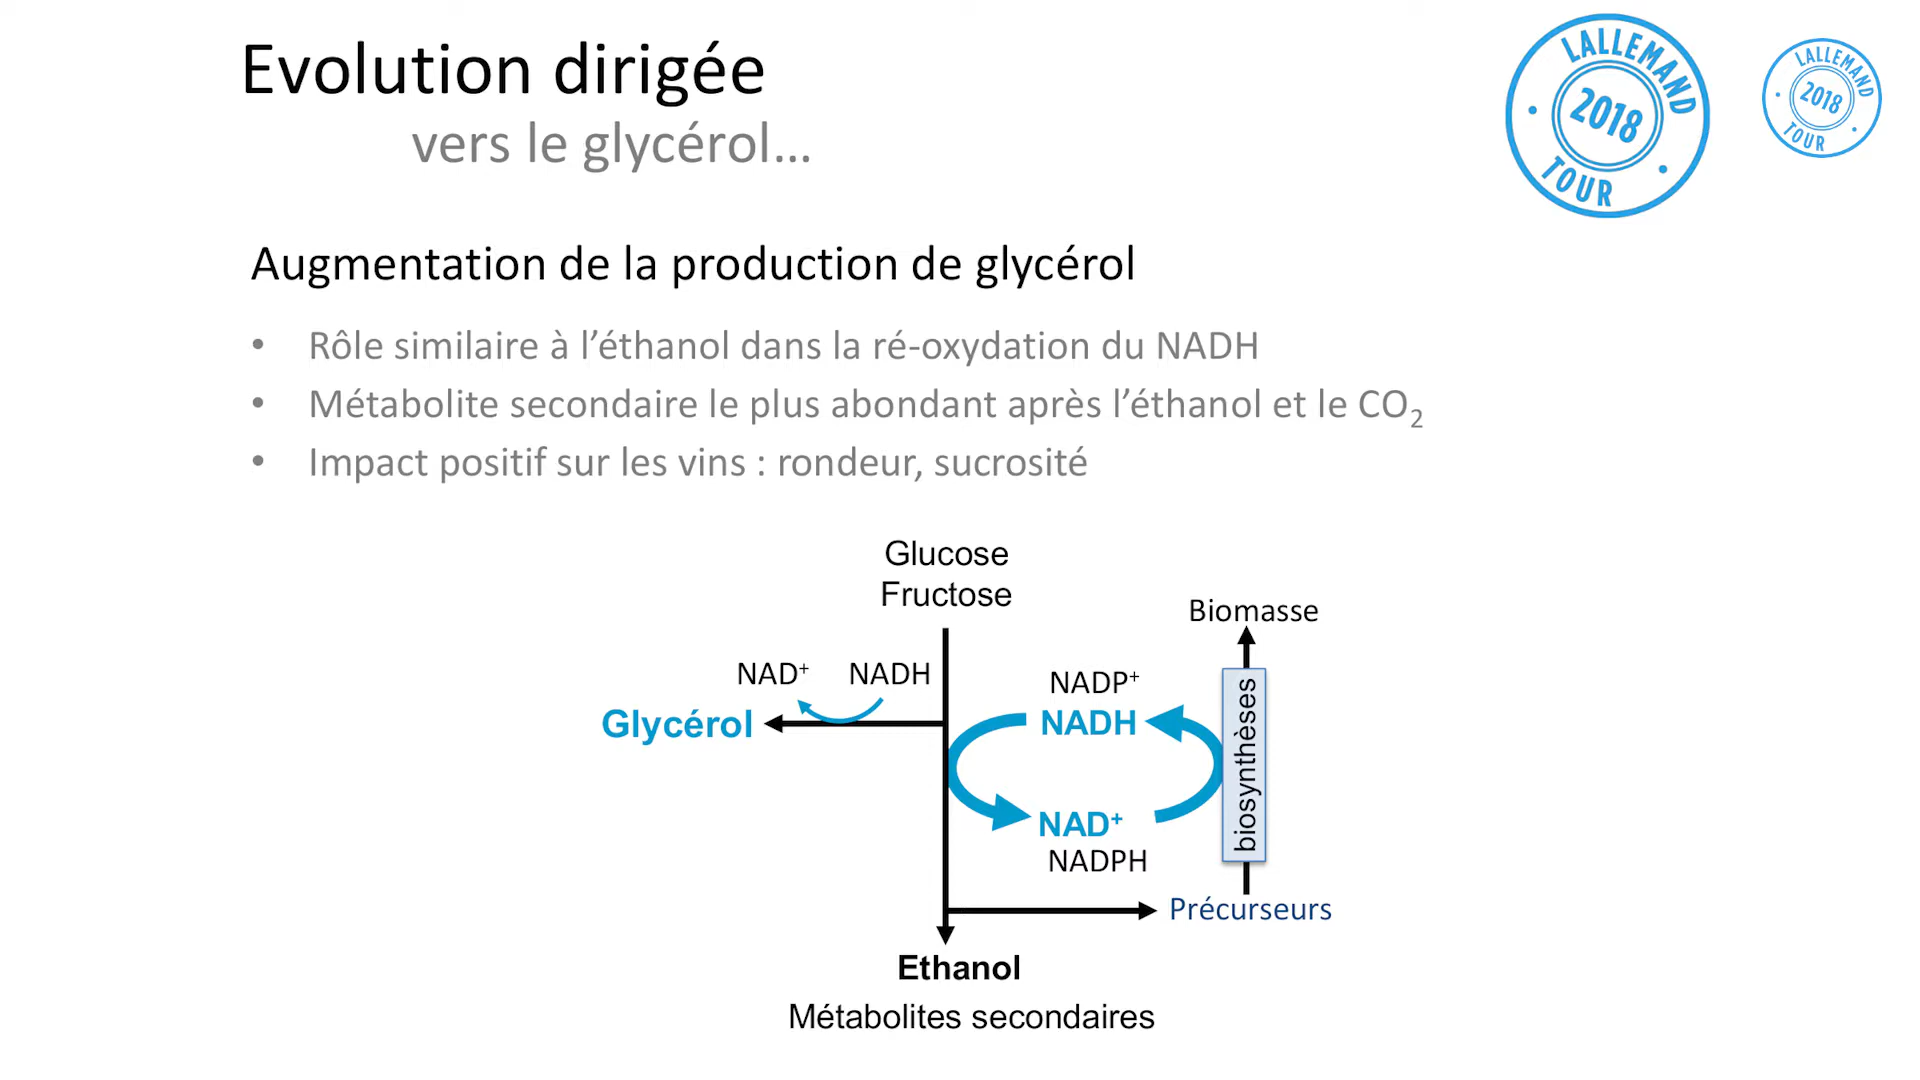 Evolution dirigée
vers le glycérol...
LALLEMAND
2018
TOUR
LALLEMAND
2018
TOUR
Augmentation de la production de glycérol
• Rôle similaire à l’éthanol dans la ré-oxydation du NADH
• Métabolite secondaire le plus abondant après l’éthanol et le CO₂
• Impact positif sur les vins : rondeur, sucrosité
Glucose
Fructose
Biomasse
NAD⁺ NADH
NADP⁺
Glycérol
NADH
biosynthèses
NAD⁺
NADPH
Précurseurs
Ethanol
Métabolites secondaires